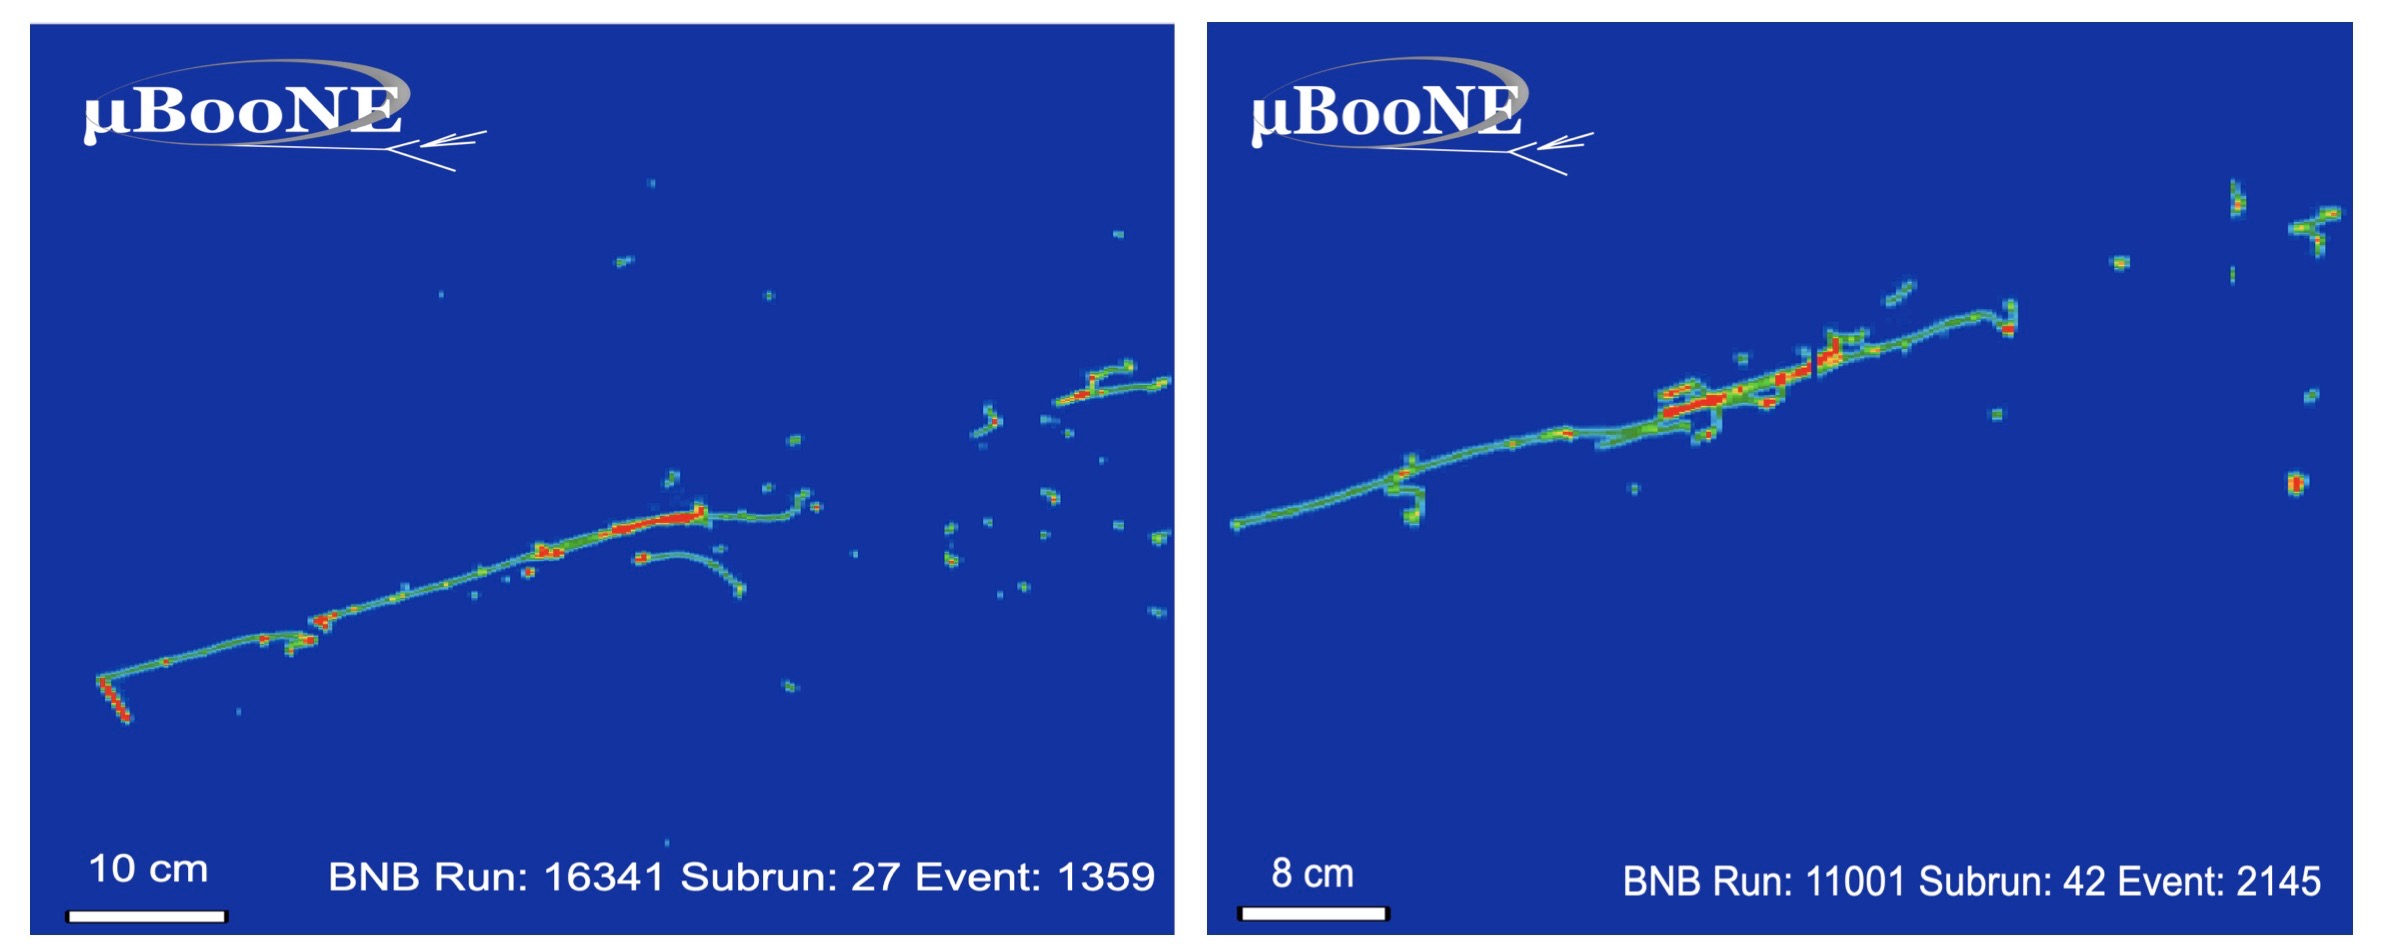 µBooNE
10 cm
BNB Run: 16341 Subrun: 27 Event: 1359
µBooNE
8 cm
BNB Run: 11001 Subrun: 42 Event: 2145